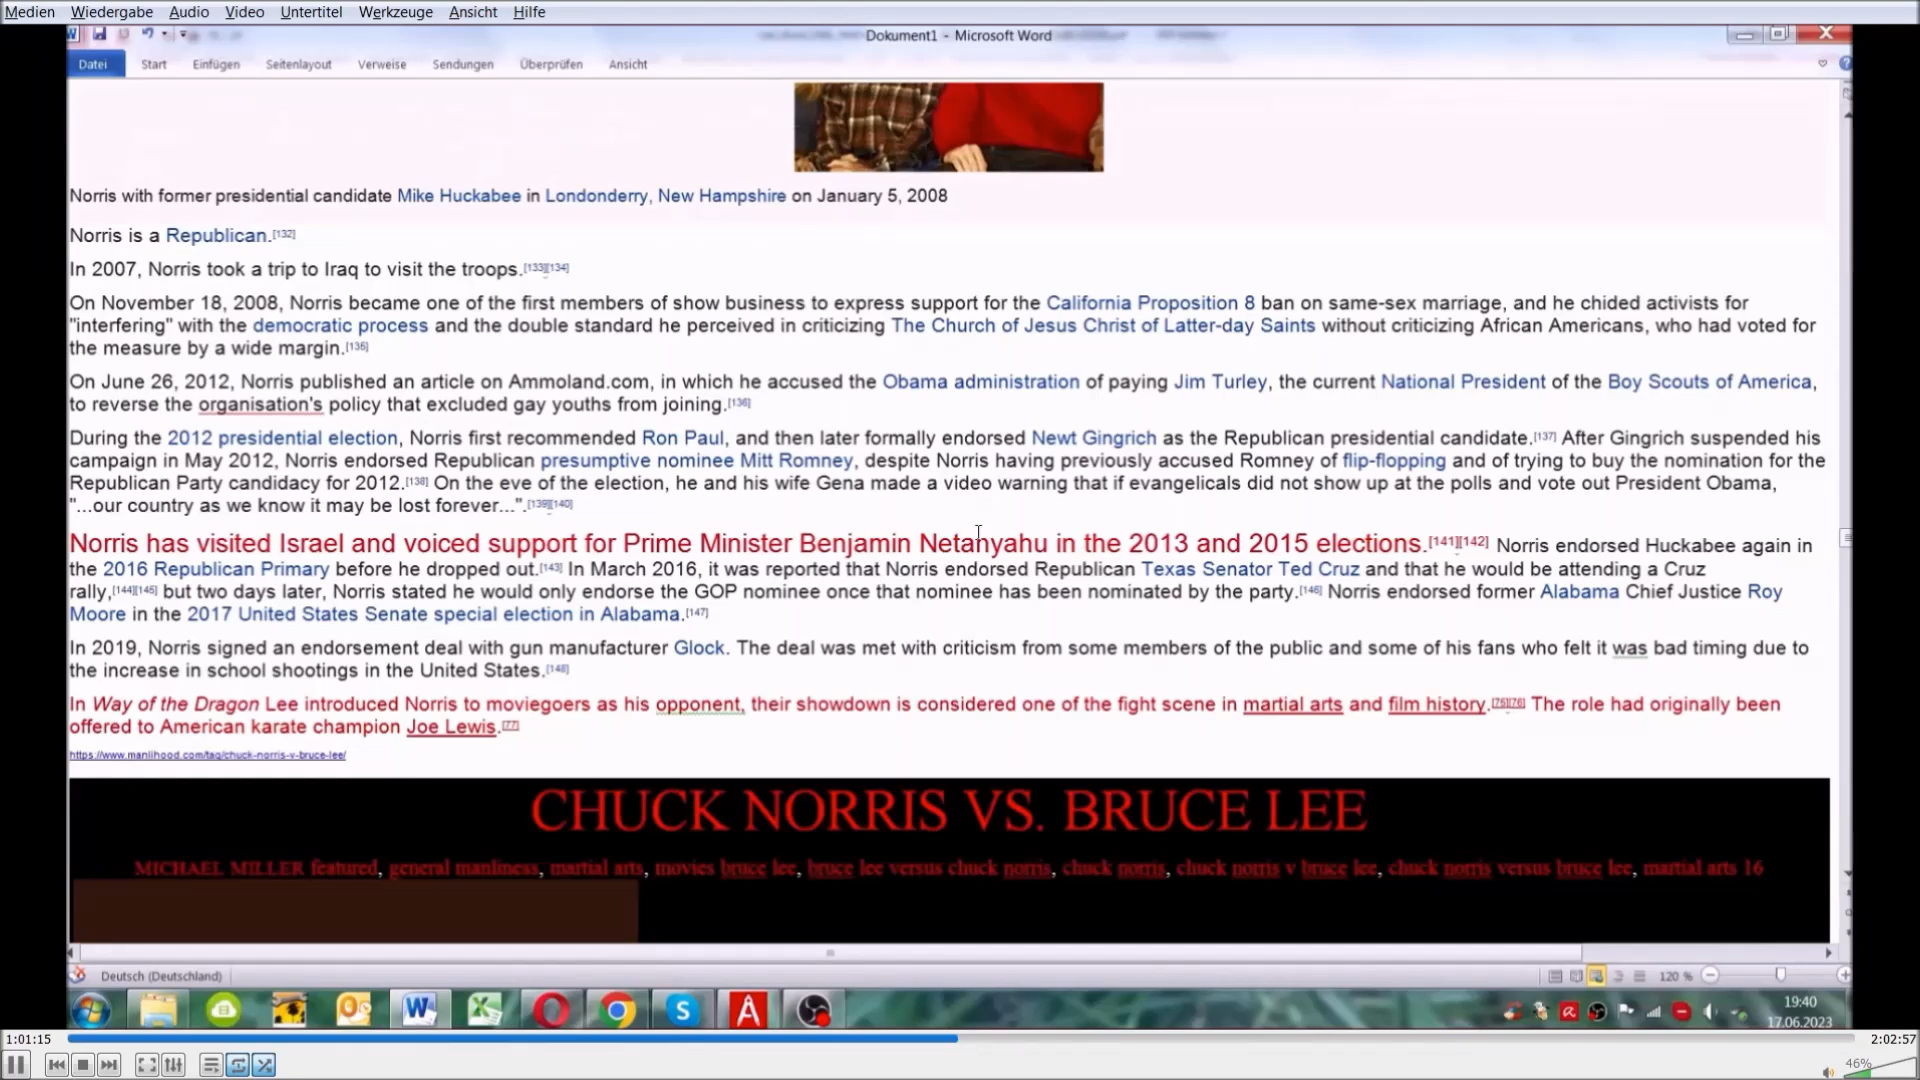 Medien Wiedergabe Audio Video Untertitel Werkzeuge Ansicht Hilfe
Dokument1 - Microsoft Word
Datei Start Einfügen Seitenlayout Verweise Sendungen Überprüfen Ansicht
Norris with former presidential candidate Mike Huckabee in Londonderry, New Hampshire on January 5, 2008
Norris is a Republican.[132]
In 2007, Norris took a trip to Iraq to visit the troops.[133][134]
On November 18, 2008, Norris became one of the first members of show business to express support for the California Proposition 8 ban on same-sex marriage, and he chided activists for
"interfering" with the democratic process and the double standard he perceived in criticizing The Church of Jesus Christ of Latter-day Saints without criticizing African Americans, who had voted for
the measure by a wide margin.[136]
On June 26, 2012, Norris published an article on Ammoland.com, in which he accused the Obama administration of paying Jim Turley, the current National President of the Boy Scouts of America,
to reverse the organisation's policy that excluded gay youths from joining.[136]
During the 2012 presidential election, Norris first recommended Ron Paul, and then later formally endorsed Newt Gingrich as the Republican presidential candidate.[137] After Gingrich suspended his
campaign in May 2012, Norris endorsed Republican presumptive nominee Mitt Romney, despite Norris having previously accused Romney of flip-flopping and of trying to buy the nomination for the
Republican Party candidacy for 2012.[138] On the eve of the election, he and his wife Gena made a video warning that if evangelicals did not show up at the polls and vote out President Obama,
"...our country as we know it may be lost forever...".[139][140]
Norris has visited Israel and voiced support for Prime Minister Benjamin Netanyahu in the 2013 and 2015 elections.[141][142] Norris endorsed Huckabee again in
the 2016 Republican Primary before he dropped out.[143] In March 2016, it was reported that Norris endorsed Republican Texas Senator Ted Cruz and that he would be attending a Cruz
rally,[144][145] but two days later, Norris stated he would only endorse the GOP nominee once that nominee has been nominated by the party.[146] Norris endorsed former Alabama Chief Justice Roy
Moore in the 2017 United States Senate special election in Alabama.[147]
In 2019, Norris signed an endorsement deal with gun manufacturer Glock. The deal was met with criticism from some members of the public and some of his fans who felt it was bad timing due to
the increase in school shootings in the United States.[148]
In Way of the Dragon Lee introduced Norris to moviegoers as his opponent, their showdown is considered one of the fight scene in martial arts and film history.[75][76] The role had originally been
offered to American karate champion Joe Lewis.[77]
https://www.manlihood.com/tag/chuck-norris-v-bruce-lee/
CHUCK NORRIS VS. BRUCE LEE
MICHAEL MILLER featured, general manliness, martial arts, movies bruce lee, bruce lee versus chuck norris, chuck norris, chuck norris v bruce lee, chuck norris versus bruce lee, martial arts 16
Deutsch (Deutschland)
120 %
19:40
17.06.2023
1:01:15
2:02:57
46%